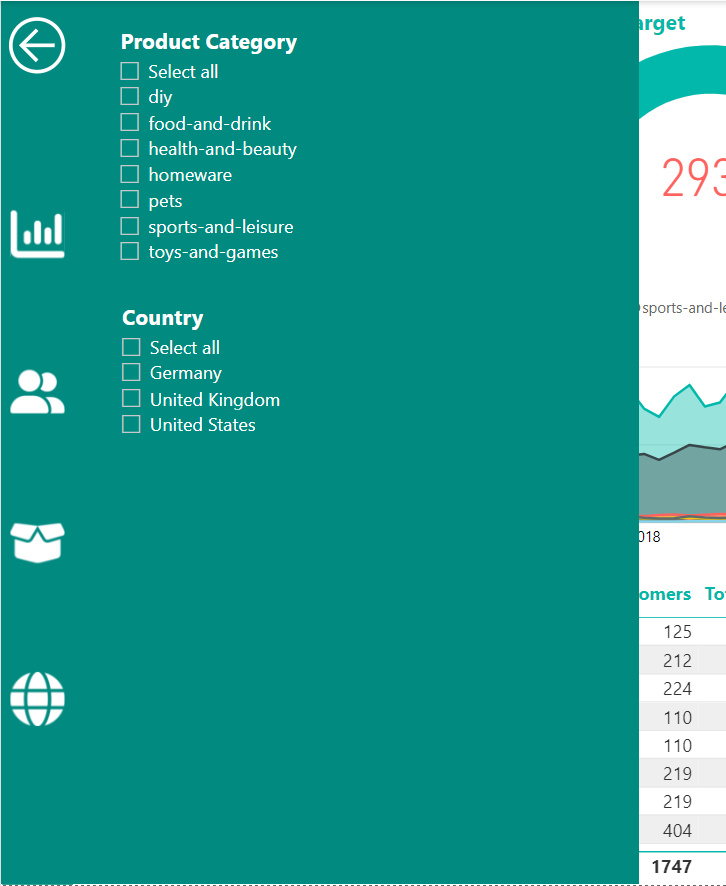 Product Category
Select all
diy
food-and-drink
health-and-beauty
homeware
pets
sports-and-leisure
toys-and-games
Country
Select all
Germany
United Kingdom
United States
arget
293
sports-and-le
018
omers To
125
212
224
110
110
219
219
404
1747